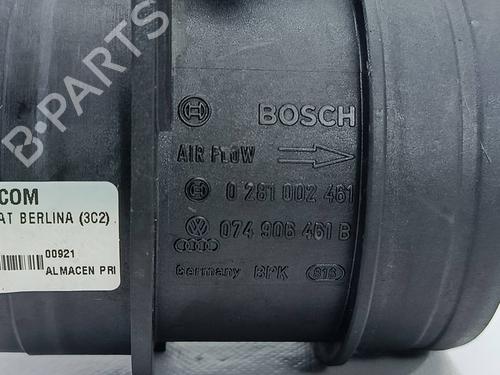 BOSCH
AIR FLOW
0 281 002 461
074 906 461 B
Germany BPK 816
.COM
AT BERLINA (3C2)
00921
ALMACEN PRI
B-PARTS